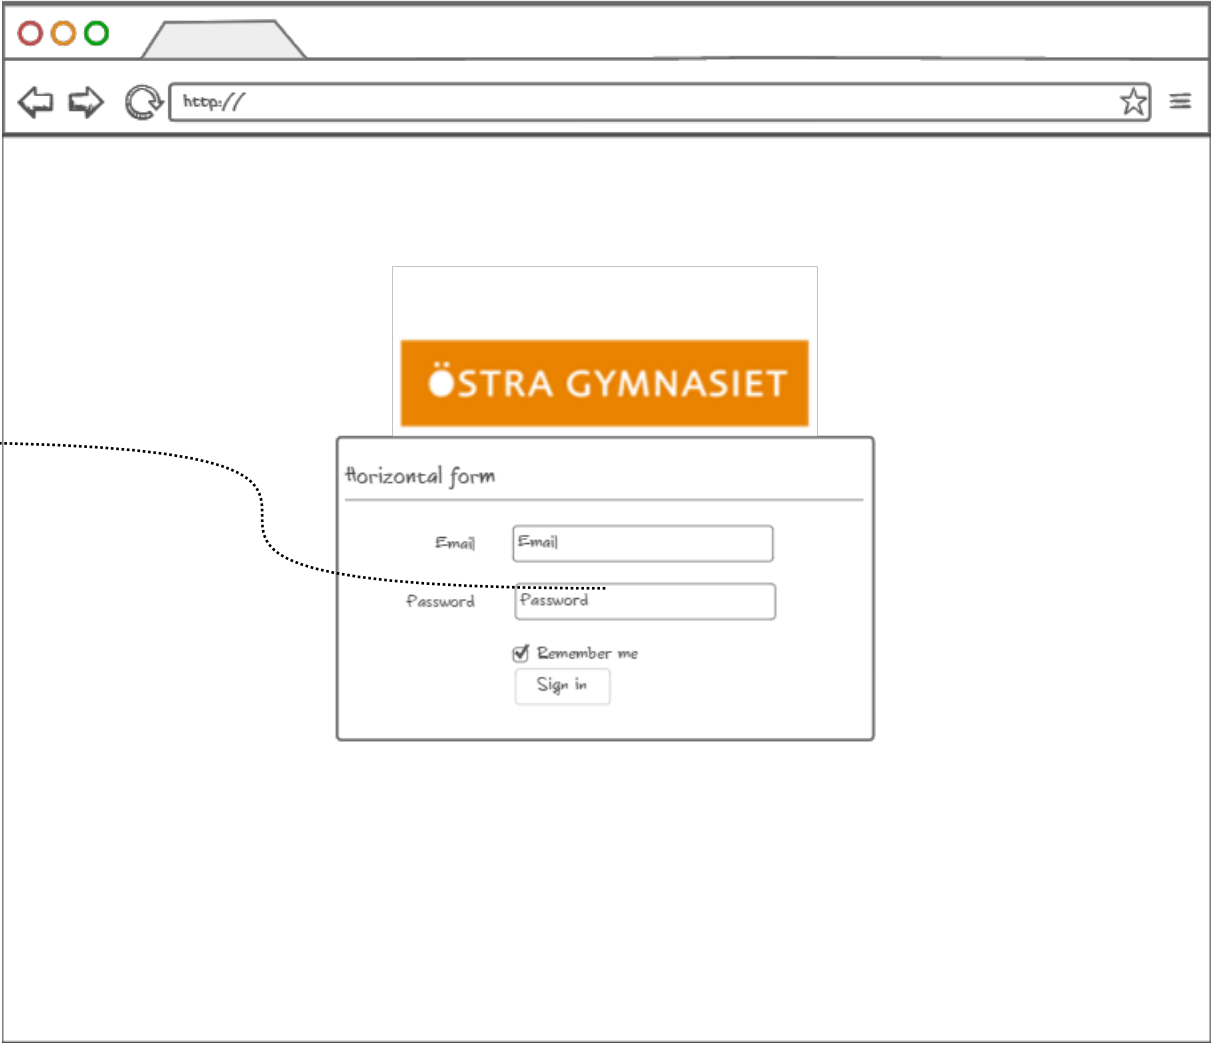 http://
ÖSTRA GYMNASIET
Horizontal form
Email Email
Password Password
Remember me
Sign in